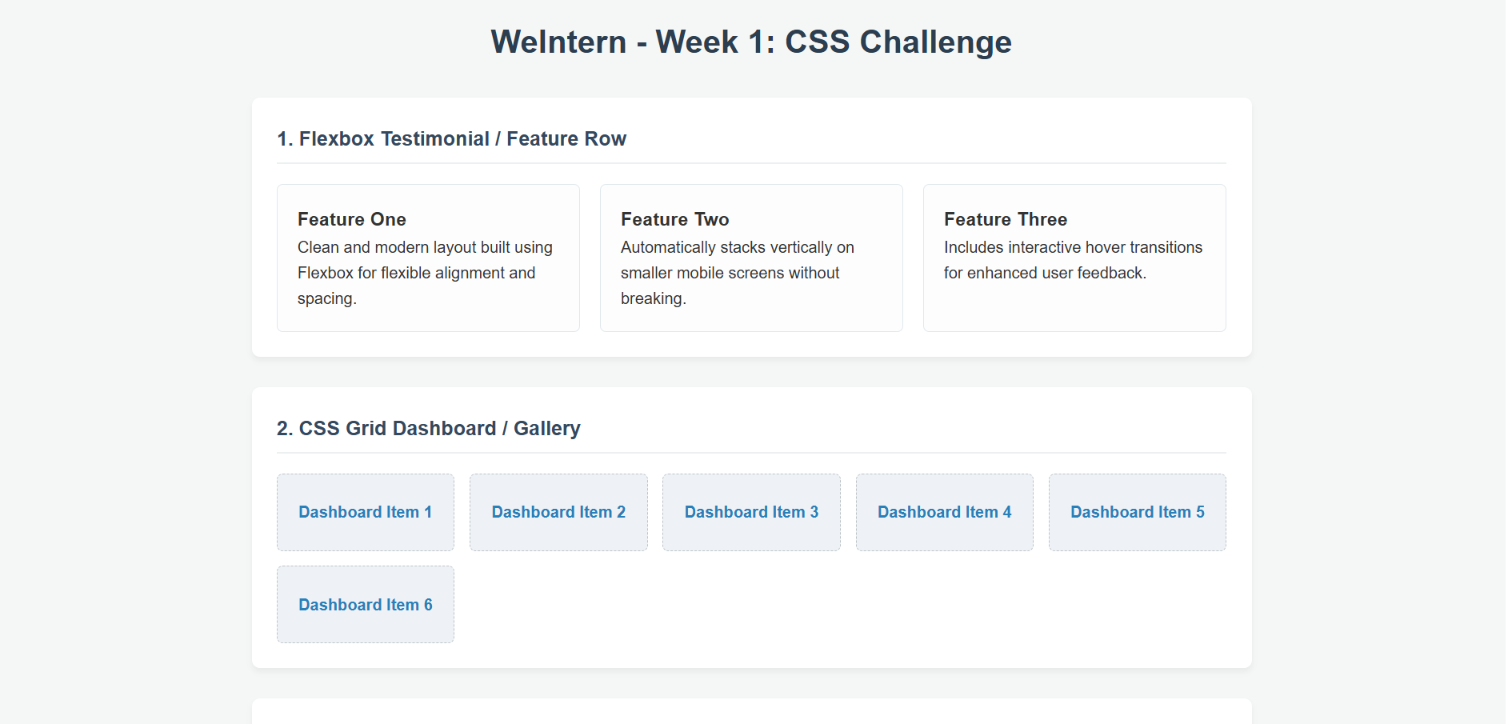 WeIntern - Week 1: CSS Challenge
1. Flexbox Testimonial / Feature Row
Feature One
Clean and modern layout built using
Flexbox for flexible alignment and
spacing.
Feature Two
Automatically stacks vertically on
smaller mobile screens without
breaking.
Feature Three
Includes interactive hover transitions
for enhanced user feedback.
2. CSS Grid Dashboard / Gallery
Dashboard Item 1
Dashboard Item 2
Dashboard Item 3
Dashboard Item 4
Dashboard Item 5
Dashboard Item 6